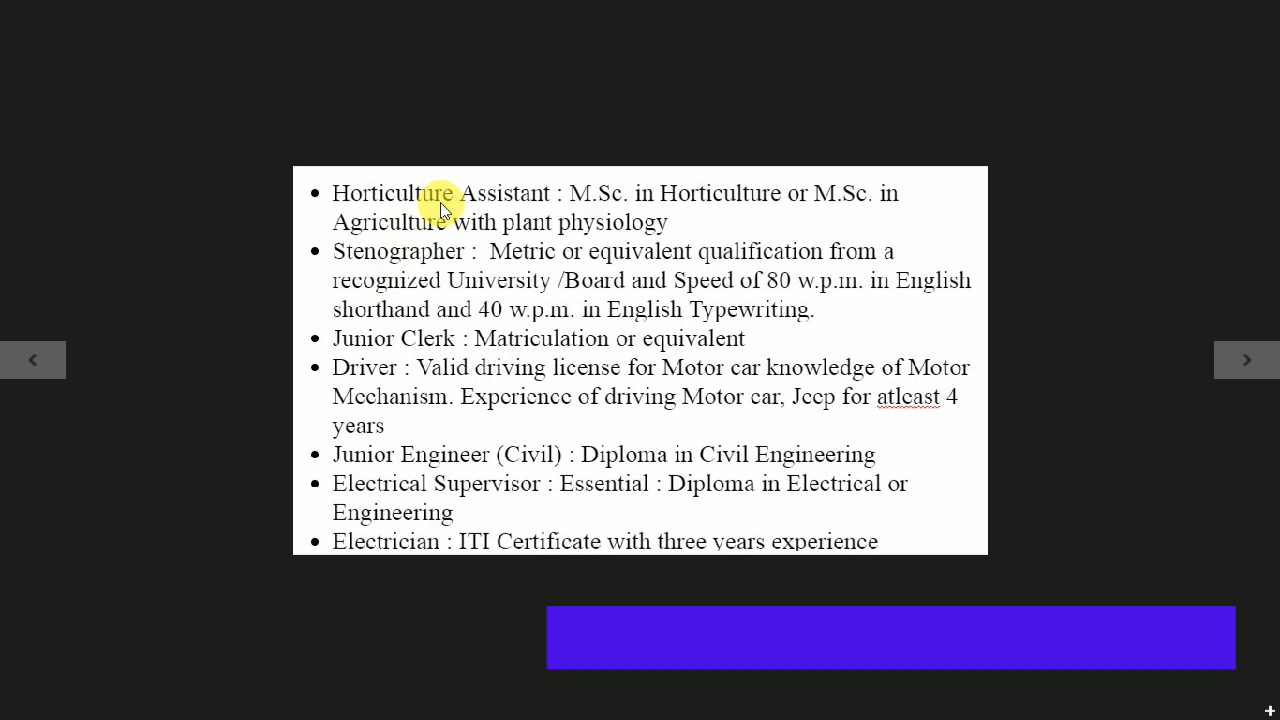 • Horticulture Assistant : M.Sc. in Horticulture or M.Sc. in
Agriculture with plant physiology
• Stenographer :  Metric or equivalent qualification from a
recognized University /Board and Speed of 80 w.p.m. in English
shorthand and 40 w.p.m. in English Typewriting.
• Junior Clerk : Matriculation or equivalent
• Driver : Valid driving license for Motor car knowledge of Motor
Mechanism. Experience of driving Motor car, Jeep for atleast 4
years
• Junior Engineer (Civil) : Diploma in Civil Engineering
• Electrical Supervisor : Essential : Diploma in Electrical or
Engineering
• Electrician : ITI Certificate with three years experience